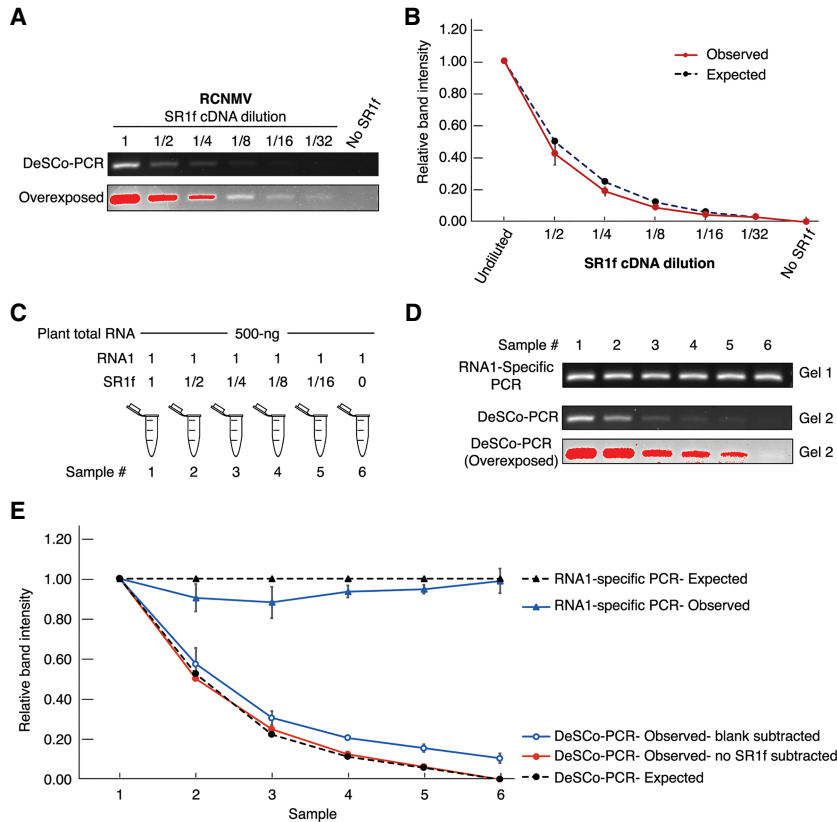 A
RCNMV
SR1f cDNA dilution
1 1/2 1/4 1/8 1/16 1/32 No SR1f
DeSCo-PCR
Overexposed
B
Relative band intensity
1.20
1.00
0.80
0.60
0.40
0.20
0.00
Observed
Expected
Undiluted 1/2 1/4 1/8 1/16 1/32 No SR1f
SR1f cDNA dilution
C
Plant total RNA 500-ng
RNA1 1 1 1 1 1 1
SR1f 1 1/2 1/4 1/8 1/16 0
Sample # 1 2 3 4 5 6
D
Sample # 1 2 3 4 5 6
RNA1-Specific
PCR
Gel 1
DeSCo-PCR Gel 2
DeSCo-PCR
(Overexposed)
Gel 2
E
Relative band intensity
1.20
1.00
0.80
0.60
0.40
0.20
0.00
RNA1-specific PCR- Expected
RNA1-specific PCR- Observed
DeSCo-PCR- Observed- blank subtracted
DeSCo-PCR- Observed- no SR1f subtracted
DeSCo-PCR- Expected
1 2 3 4 5 6
Sample